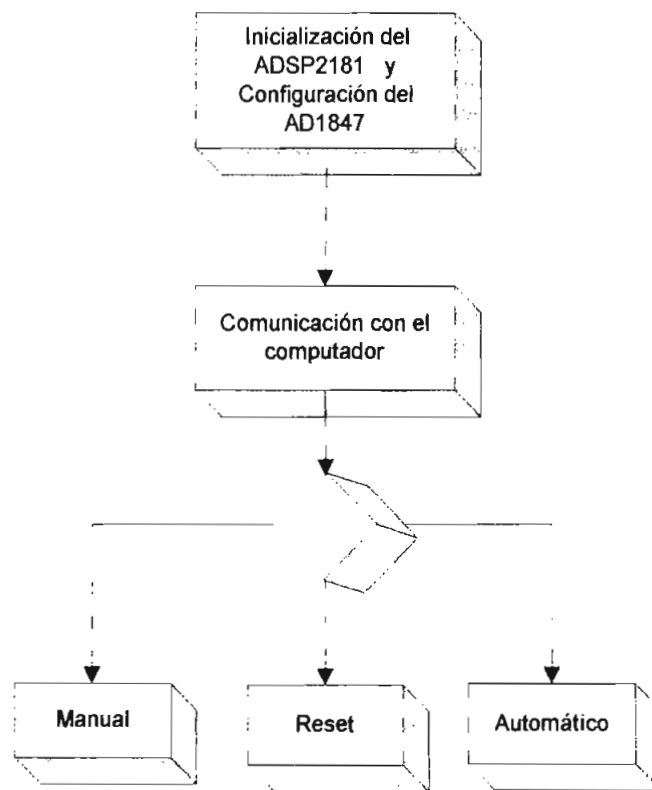 Inicialización del
ADSP2181 y
Configuración del
AD1847
Comunicación con el
computador
Manual
Reset
Automático